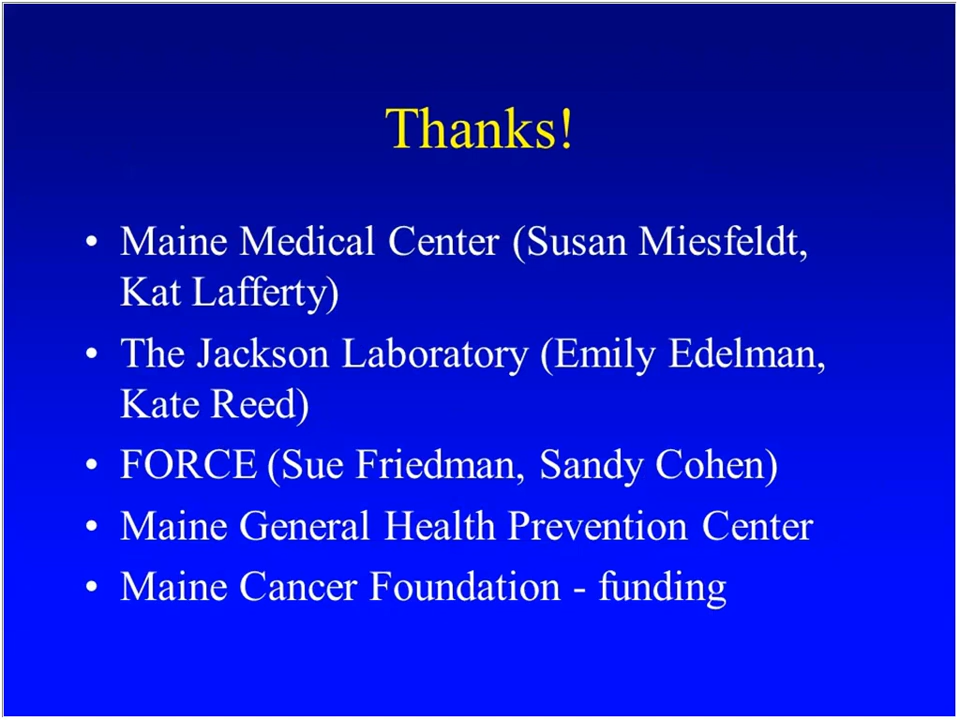 Thanks!
• Maine Medical Center (Susan Miesfeldt,
Kat Lafferty)
• The Jackson Laboratory (Emily Edelman,
Kate Reed)
• FORCE (Sue Friedman, Sandy Cohen)
• Maine General Health Prevention Center
• Maine Cancer Foundation - funding